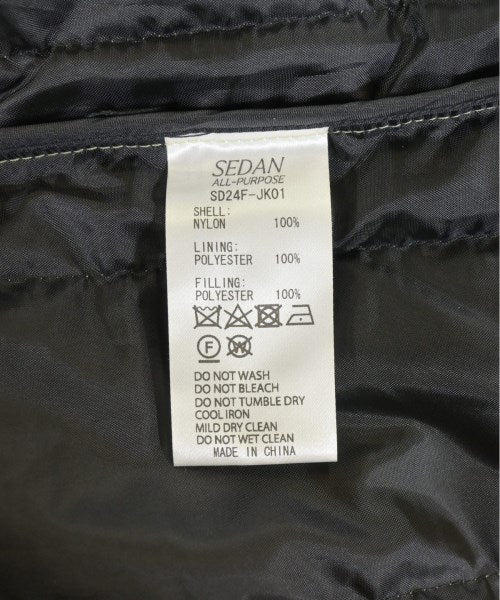 SEDAN
ALL-PURPOSE
SD24F-JK01
SHELL:
NYLON 100%
LINING:
POLYESTER 100%
FILLING:
POLYESTER 100%
F W
DO NOT WASH
DO NOT BLEACH
DO NOT TUMBLE DRY
COOL IRON
MILD DRY CLEAN
DO NOT WET CLEAN
MADE IN CHINA